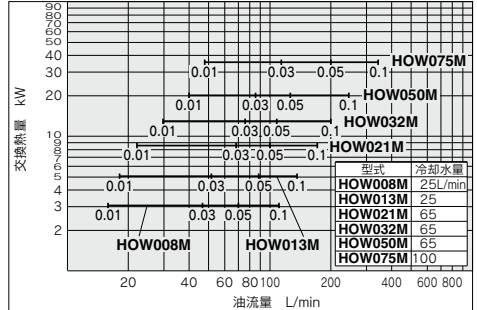 90
80
70
60
50
40
30
20
10
9
8
7
6
5
4
3
2
交換熱量 kW
HOW075M
0.01 0.03 0.05 0.1
HOW050M
0.01 0.03 0.05 0.1
HOW032M
0.01 0.03 0.05 0.1
HOW021M
0.01 0.03 0.05 0.1
0.01 0.03 0.05 0.1
0.01 0.03 0.05 0.1
HOW008M HOW013M
型式 冷却水量
HOW008M 25L/min
HOW013M 25
HOW021M 65
HOW032M 65
HOW050M 65
HOW075M 100
20 40 60 80 100 200 400 600 800
油流量 L/min